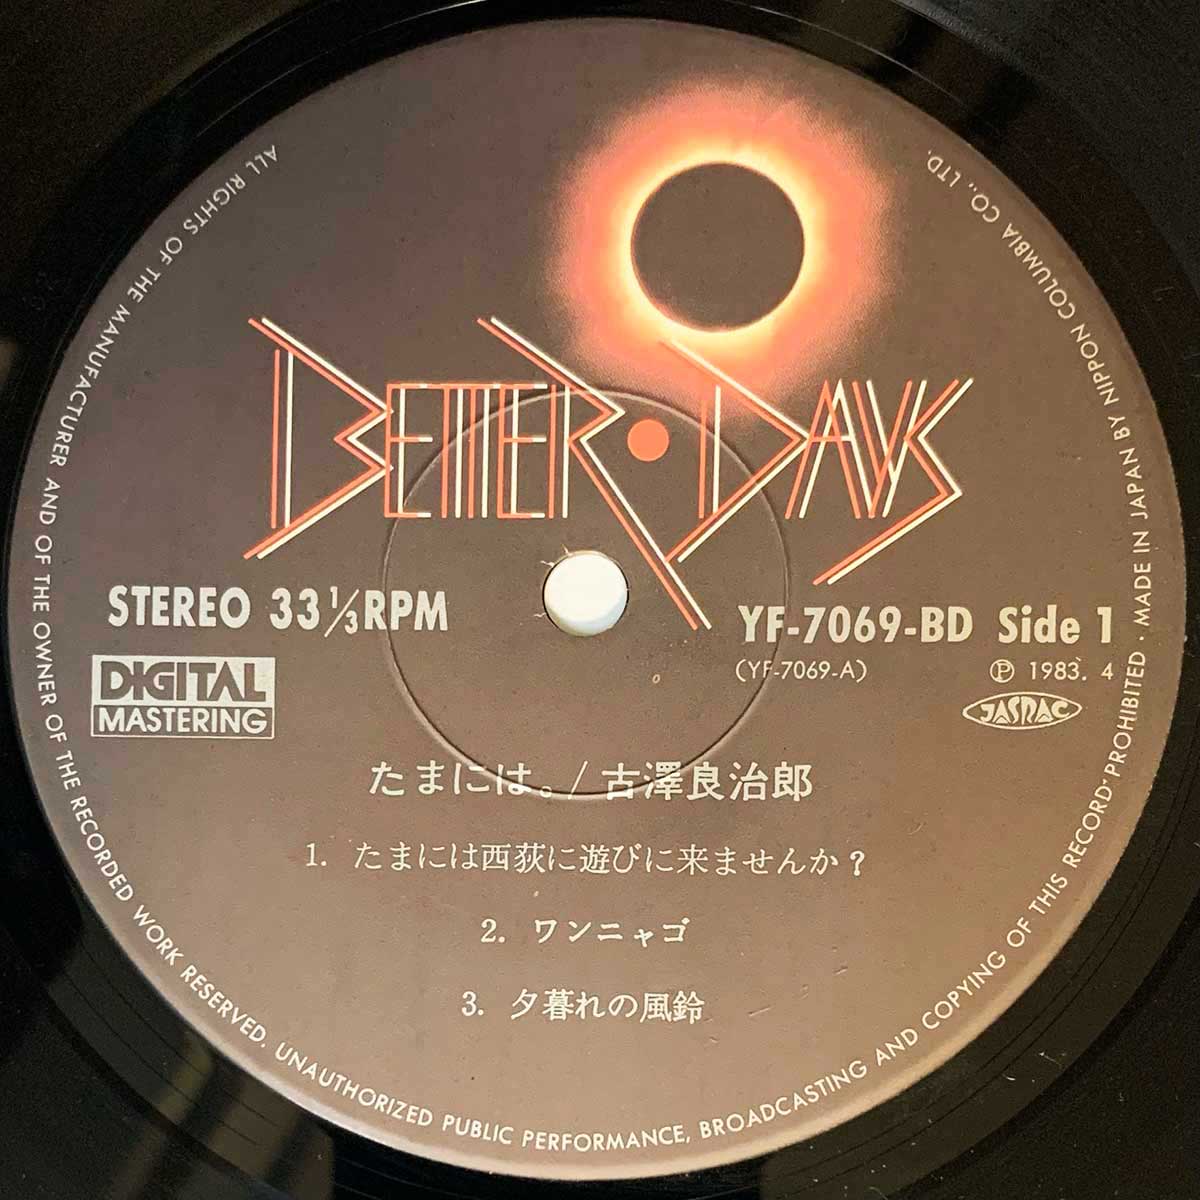 BETTER・DAYS
STEREO 33⅓RPM
YF-7069-BD Side 1
(YF-7069-A)
Ⓟ 1983. 4
DIGITAL
MASTERING
JASRAC
たまには。/古澤良治郎
1. たまには西荻に遊びに来ませんか?
2. ワンニャゴ
3. 夕暮れの風鈴
ALL RIGHTS OF THE MANUFACTURER AND OF THE OWNER OF THE RECORDED WORK RESERVED. UNAUTHORIZED PUBLIC PERFORMANCE, BROADCASTING AND COPYING OF THIS RECORD PROHIBITED · MADE IN JAPAN BY NIPPON COLUMBIA CO., LTD.